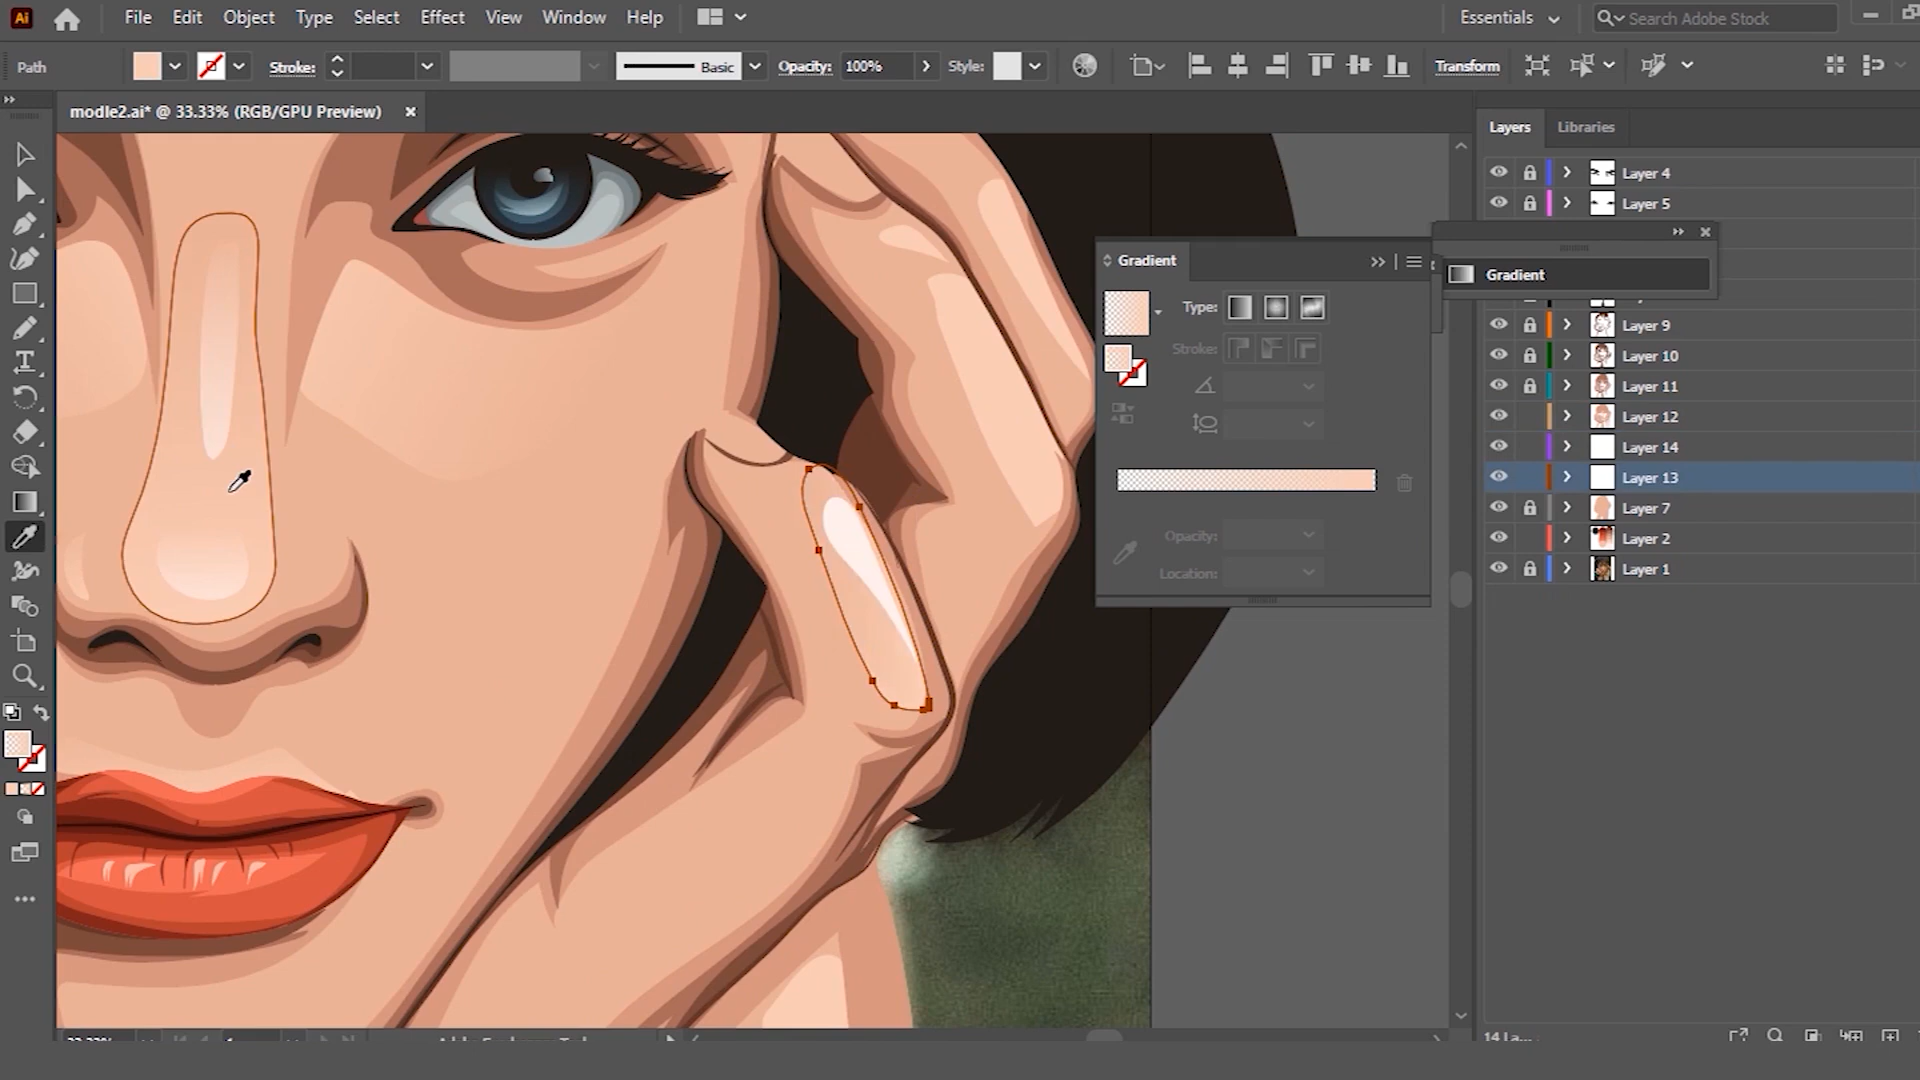 Ai File Edit Object Type Select Effect View Window Help Essentials Search Adobe Stock
Path Stroke: Basic Opacity: 100% Style: Transform
modle2.ai* @ 33.33% (RGB/GPU Preview)
Layers Libraries
Layer 4
Layer 5
Gradient
Gradient
Type:
Stroke:
Opacity:
Location:
Layer 9
Layer 10
Layer 11
Layer 12
Layer 14
Layer 13
Layer 7
Layer 2
Layer 1